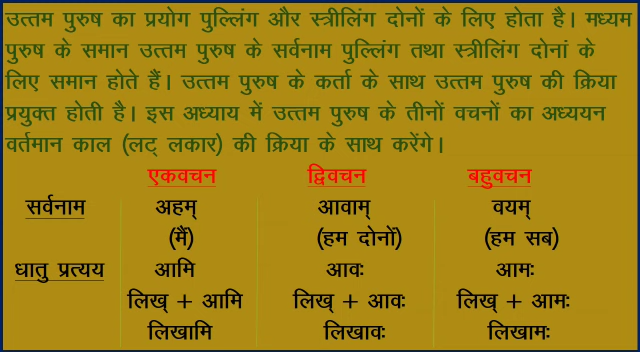 उत्तम पुरुष का प्रयोग पुल्लिंग और स्त्रीलिंग दोनों के लिए होता है। मध्यम
पुरुष के समान उत्तम पुरुष के सर्वनाम पुल्लिंग तथा स्त्रीलिंग दोनां के
लिए समान होते हैं। उत्तम पुरुष के कर्ता के साथ उत्तम पुरुष की क्रिया
प्रयुक्त होती है। इस अध्याय में उत्तम पुरुष के तीनों वचनों का अध्ययन
वर्तमान काल (लट् लकार) की क्रिया के साथ करेंगे।
एकवचन द्विवचन बहुवचन
सर्वनाम अहम् आवाम् वयम्
(मैं) (हम दोनों) (हम सब)
धातु प्रत्यय आमि आवः आमः
लिख् + आमि लिख् + आवः लिख् + आमः
लिखामि लिखावः लिखामः